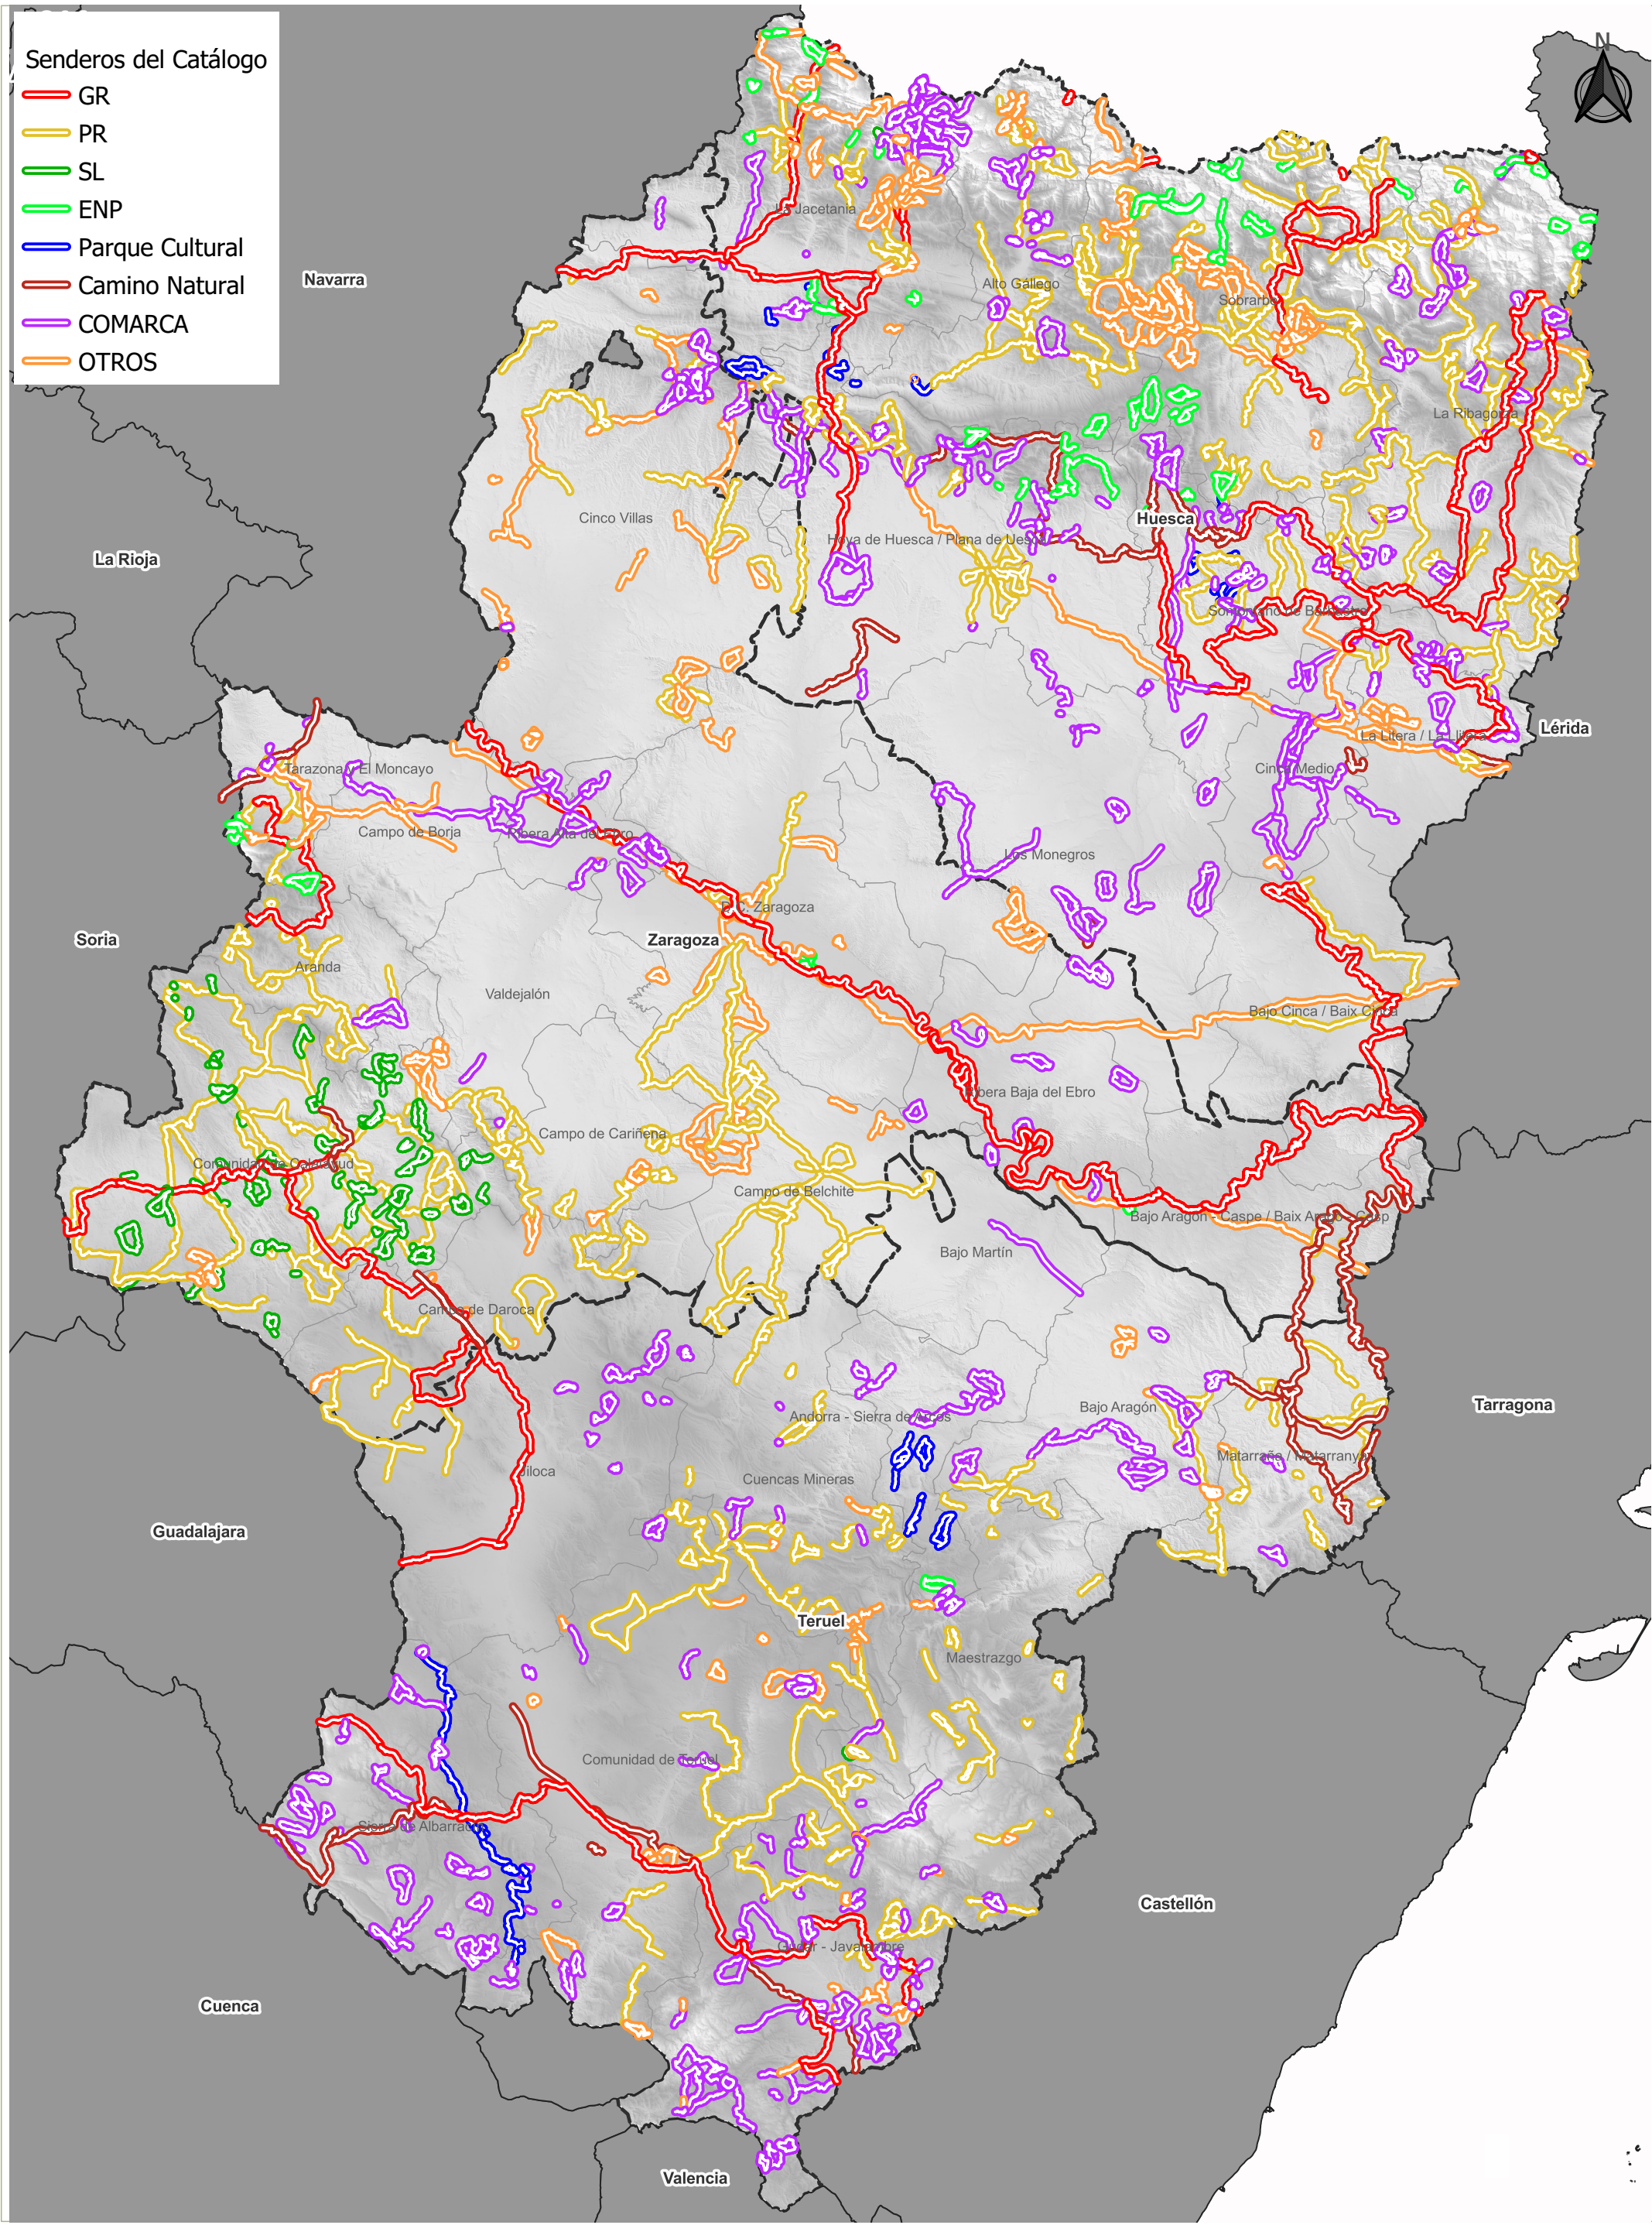 Senderos del Catálogo
GR
PR
SL
ENP
Parque Cultural
Camino Natural
COMARCA
OTROS
N
La Jacetania
Navarra
Alto Gállego
Sobrarbe
La Ribagorza
Cinco Villas
Huesca
Hoya de Huesca / Plana de Uesca
La Rioja
Somontano de Barbastro
Lérida
La Litera / La Llitera
Tarazona y El Moncayo
Cinca Medio
Campo de Borja
Ribera Alta del Ebro
Los Monegros
D.C. Zaragoza
Soria
Zaragoza
Aranda
Valdejalón
Bajo Cinca / Baix Cinca
Ribera Baja del Ebro
Campo de Cariñena
Comunidad de Calatayud
Campo de Belchite
Bajo Aragón - Caspe / Baix Aragó - Casp
Bajo Martín
Campo de Daroca
Tarragona
Bajo Aragón
Andorra - Sierra de Arcos
Matarraña / Matarranya
Jiloca
Cuencas Mineras
Guadalajara
Teruel
Maestrazgo
Comunidad de Teruel
Sierra de Albarracín
Castellón
Gúdar - Javalambre
Cuenca
Valencia